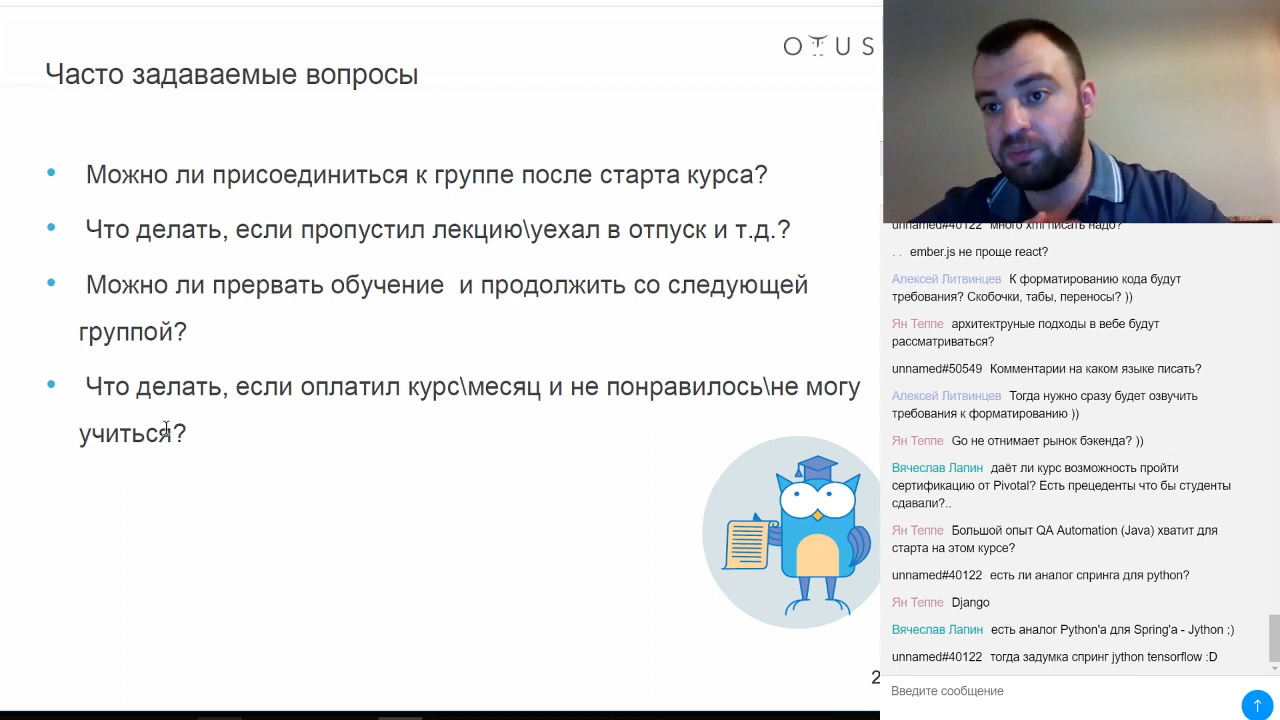 OTUS
Часто задаваемые вопросы
Можно ли присоединиться к группе после старта курса?
Что делать, если пропустил лекцию\уехал в отпуск и т.д.?
Можно ли прервать обучение и продолжить со следующей
группой?
Что делать, если оплатил курс\месяц и не понравилось\не могу
учиться?
2
unnamed#40122 много xml писать надо?
. . ember.js не проще react?
Алексей Литвинцев К форматированию кода будут
требования? Скобочки, табы, переносы? ))
Ян Теппе архитектруные подходы в вебе будут
рассматриваться?
unnamed#50549 Комментарии на каком языке писать?
Алексей Литвинцев Тогда нужно сразу будет озвучить
требования к форматированию ))
Ян Теппе Go не отнимает рынок бэкенда? ))
Вячеслав Лапин даёт ли курс возможность пройти
сертификацию от Pivotal? Есть прецеденты что бы студенты
сдавали?..
Ян Теппе Большой опыт QA Automation (Java) хватит для
старта на этом курсе?
unnamed#40122 есть ли аналог спринга для python?
Ян Теппе Django
Вячеслав Лапин есть аналог Python'а для Spring'а - Jython ;)
unnamed#40122 тогда задумка спринг jython tensorflow :D
Введите сообщение